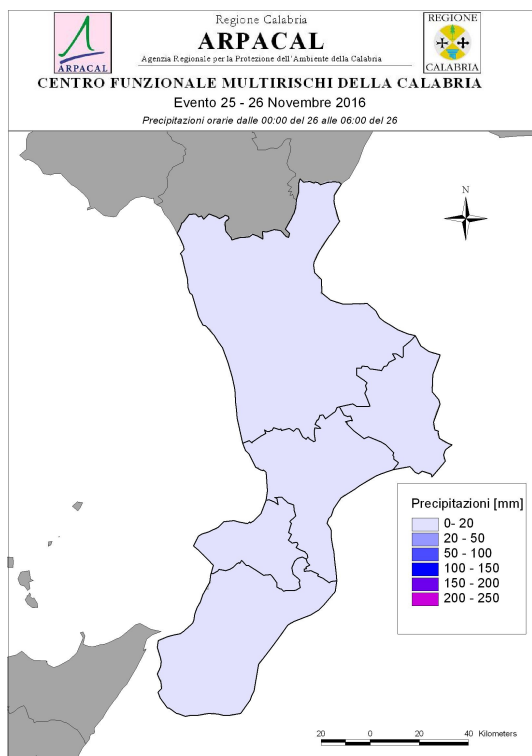 Regione Calabria
ARPACAL
Agenzia Regionale per la Protezione dell'Ambiente della Calabria
ARPACAL
REGIONE
CALABRIA
CENTRO FUNZIONALE MULTIRISCHI DELLA CALABRIA
Evento 25 - 26 Novembre 2016
Precipitazioni orarie dalle 00:00 del 26 alle 06:00 del 26
N
Precipitazioni [mm]
0- 20
20 - 50
50 - 100
100 - 150
150 - 200
200 - 250
20 0 20 40 Kilometers